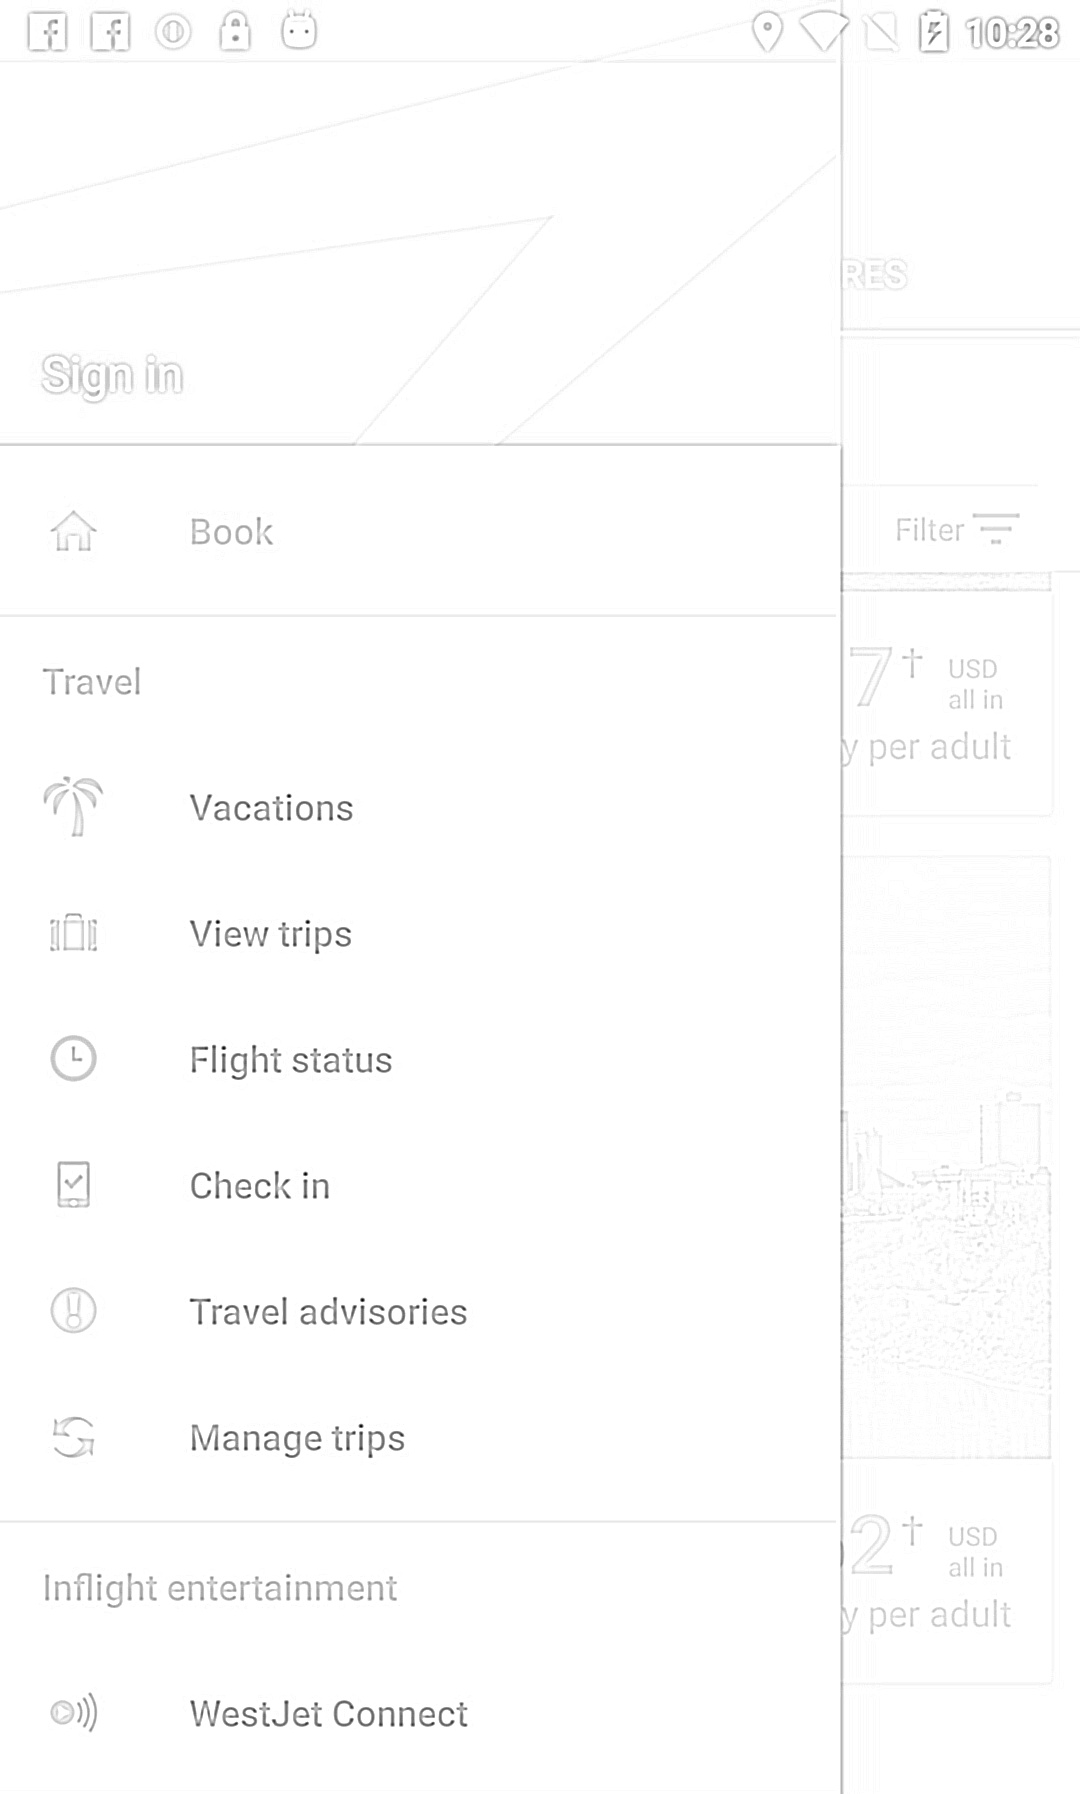 10:28
RES
Sign in
Book
Filter
Travel
7† USD
all in
y per adult
Vacations
View trips
Flight status
Check in
Travel advisories
Manage trips
2† USD
all in
y per adult
Inflight entertainment
WestJet Connect